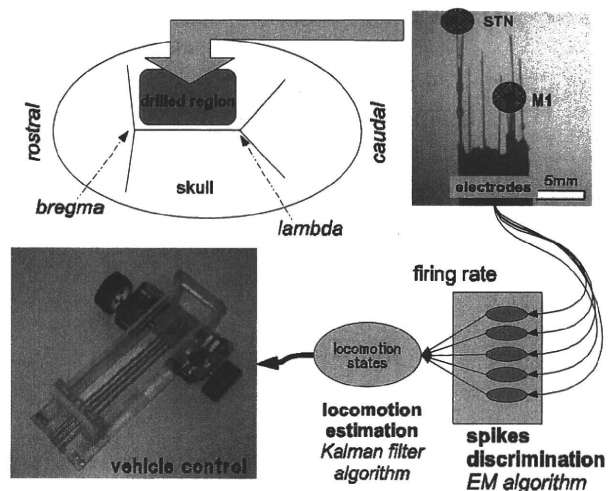 STN
M1
electrodes
5mm
drilled region
rostral
caudal
skull
bregma
lambda
firing rate
locomotion
states
vehicle control
locomotion
estimation
Kalman filter
algorithm
spikes
discrimination
EM algorithm